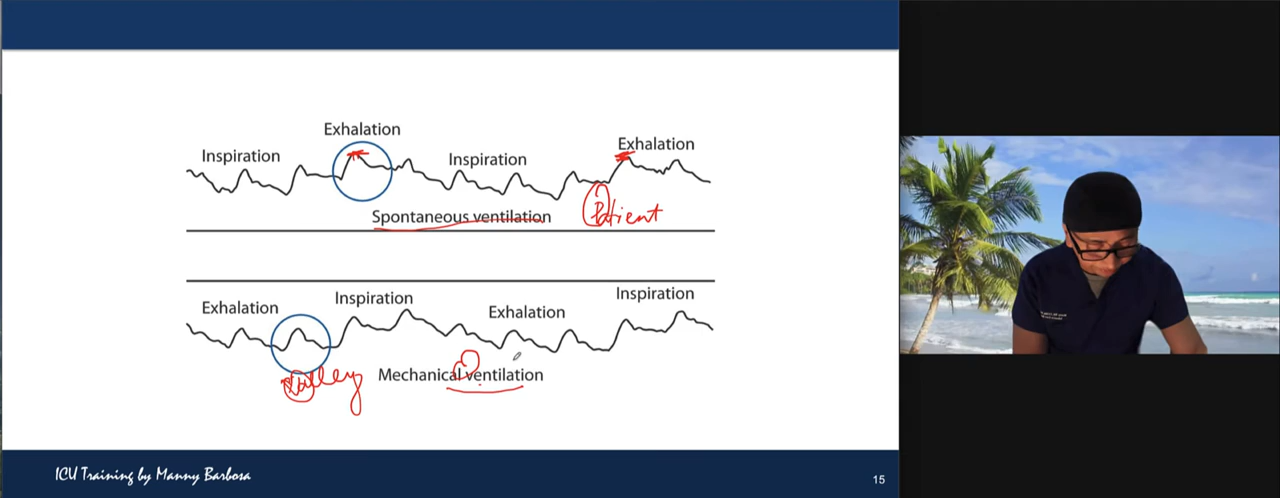 Exhalation
Inspiration
Inspiration
Exhalation
Spontaneous ventilation
Patient
Exhalation
Inspiration
Exhalation
Inspiration
Valley
Mechanical ventilation
ICU Training by Manny Barbosa
15